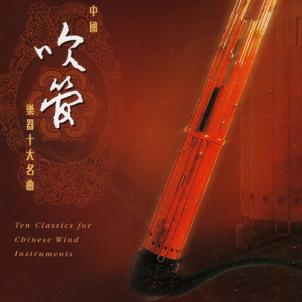 中國
吹管
樂器十大名曲
Ten Classics for
Chinese Wind
Instruments